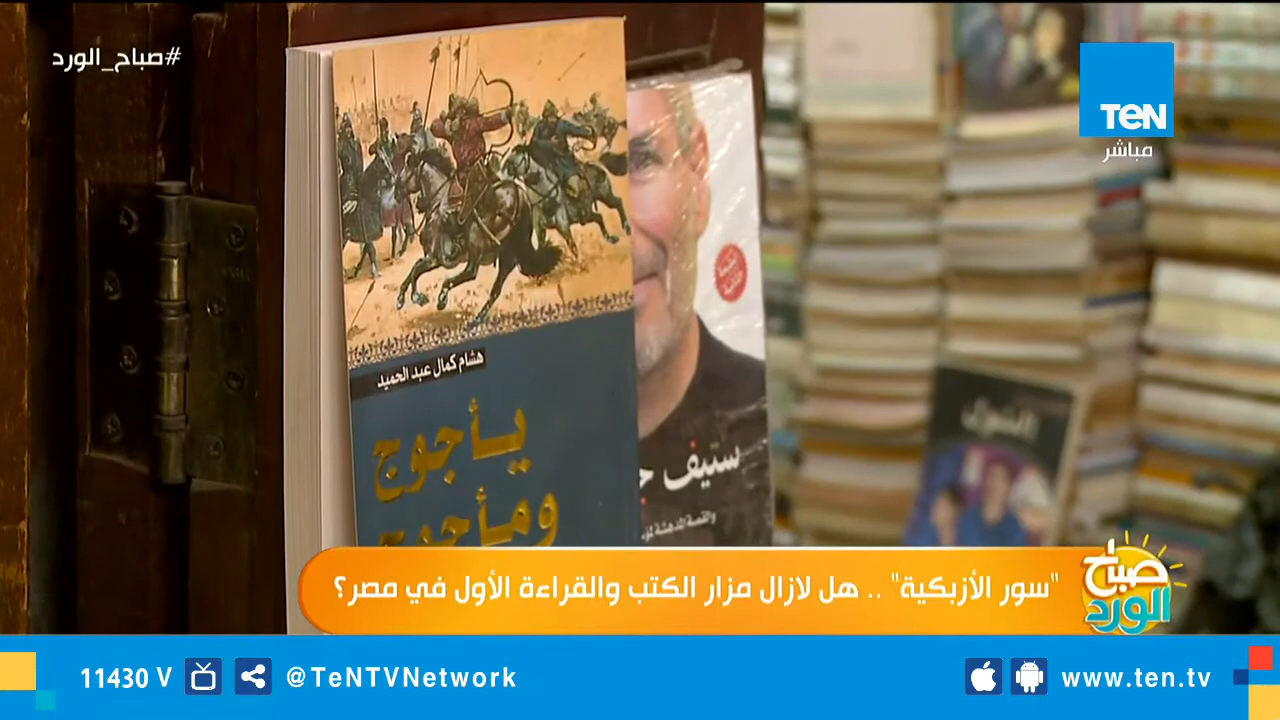 #صباح_الورد
TEN
مباشر
هشام كمال عبد الحميد
يأجوج
ومأجوج
ستيف
"سور الأزبكية" .. هل لازال مزار الكتب والقراءة الأول في مصر؟
صباح
الورد
11430 V
@TeNTVNetwork
www.ten.tv